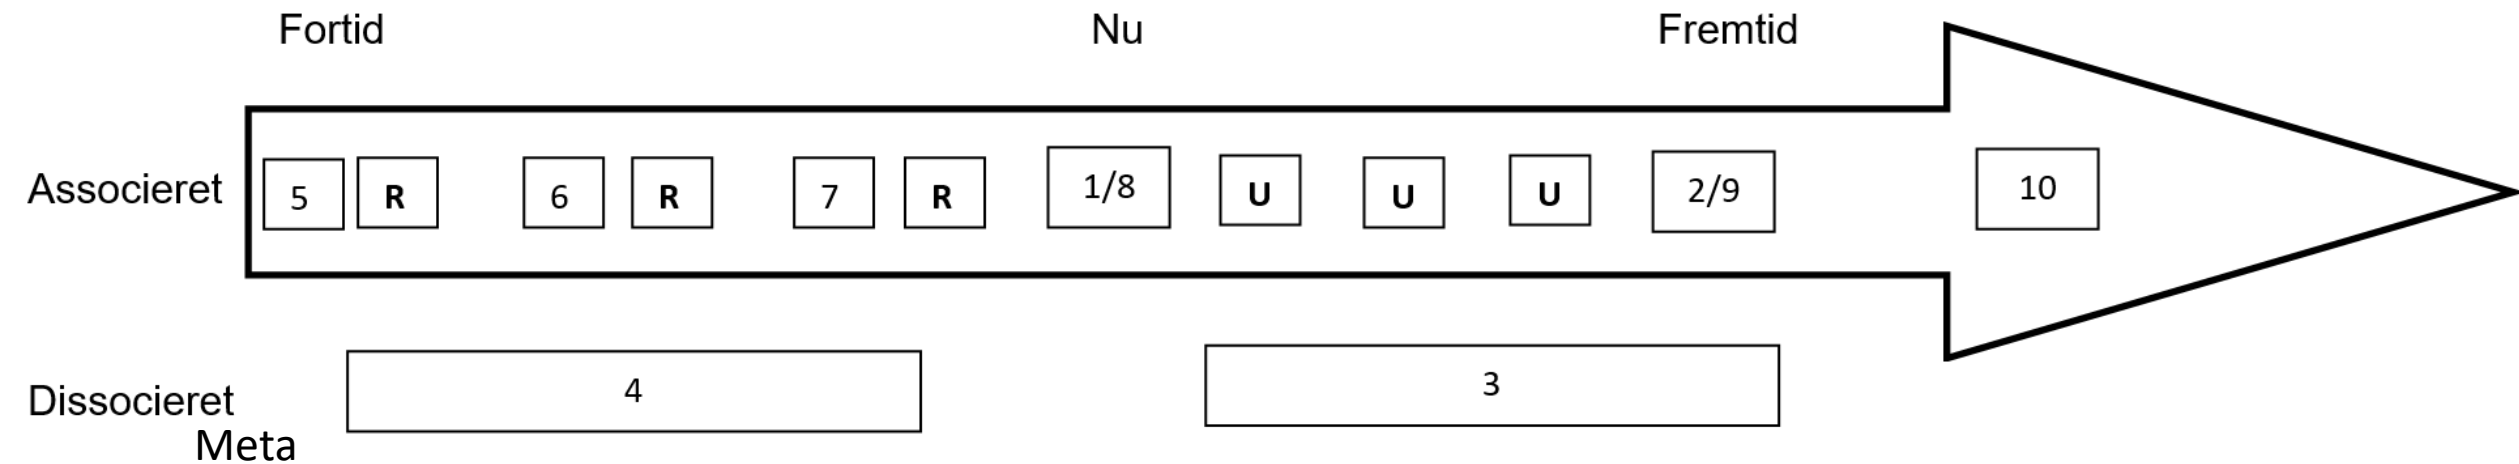 Fortid Nu Fremtid
Associeret 5 R 6 R 7 R 1/8 U U U 2/9 10
4 3
Dissocieret
Meta